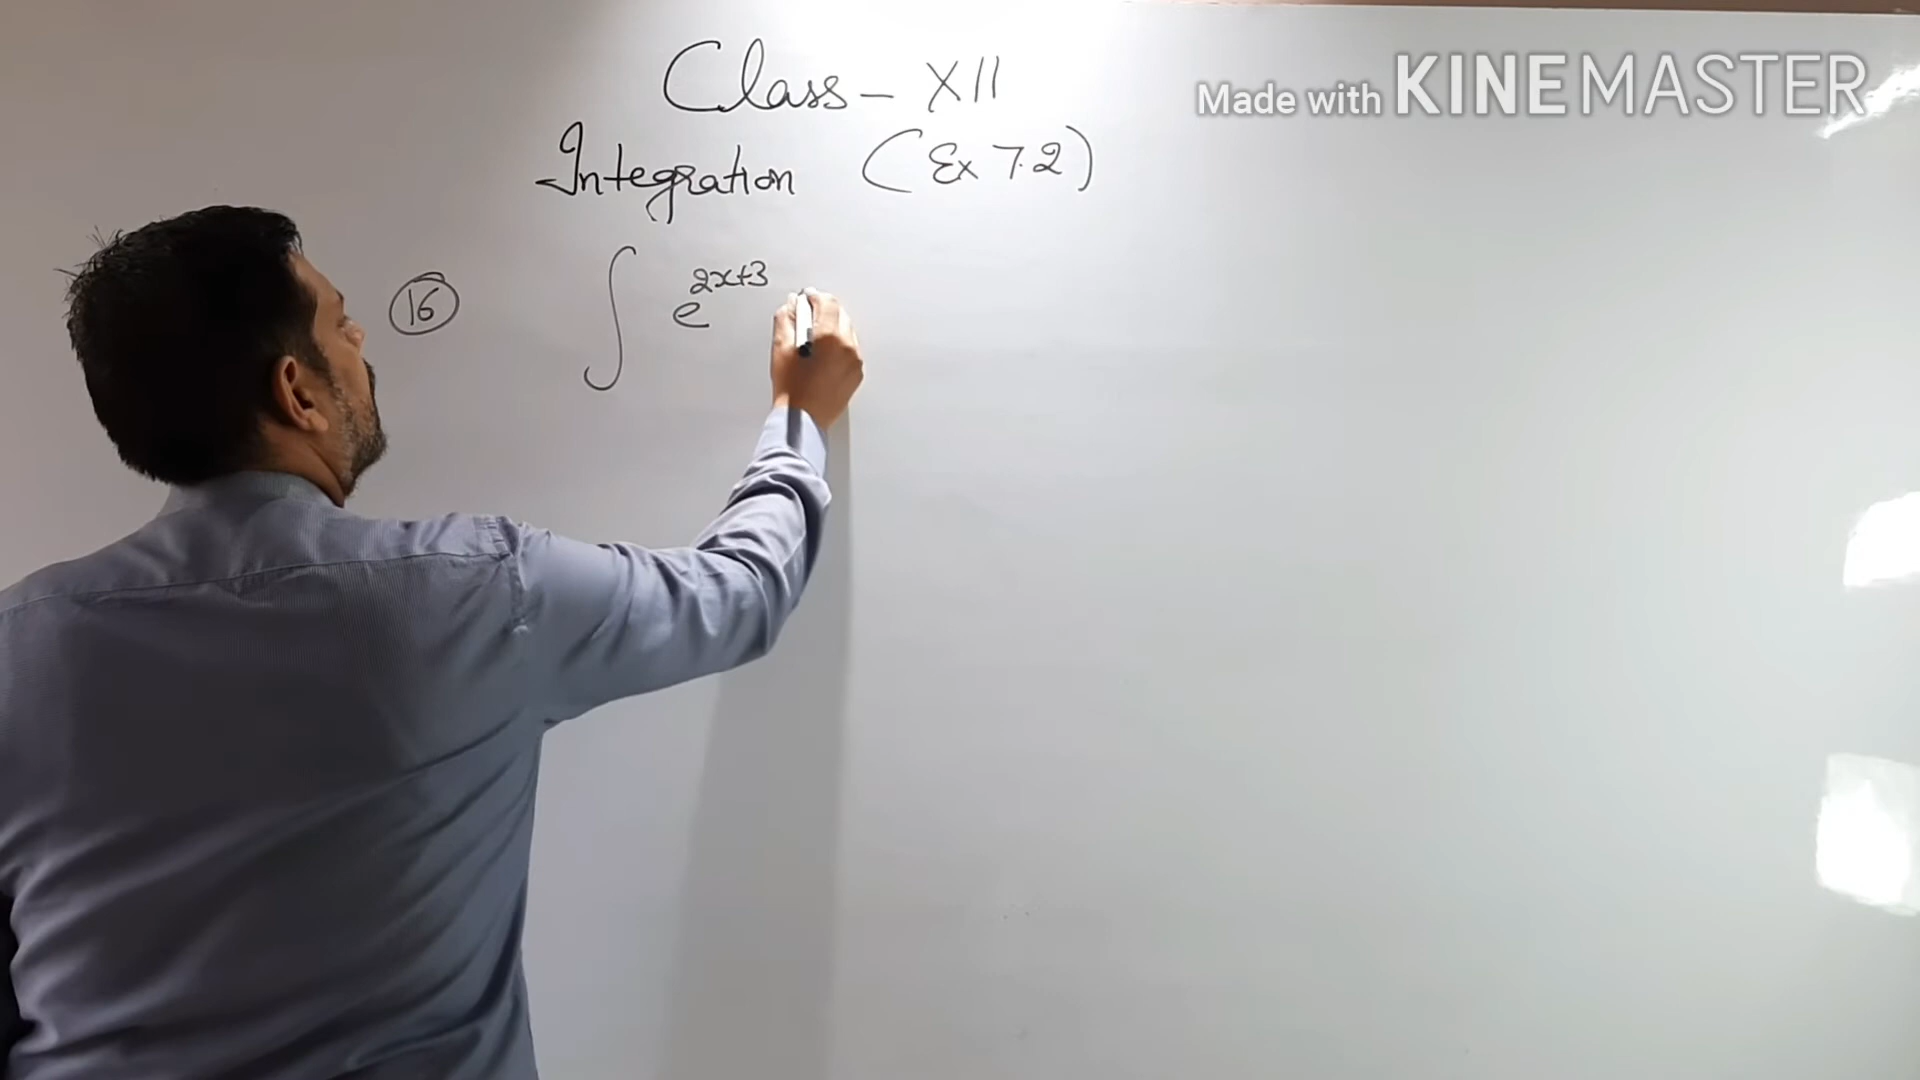 Class - XII
Made with KINEMASTER
Integration (Ex 7.2)
16 ∫ e^{2x+3}